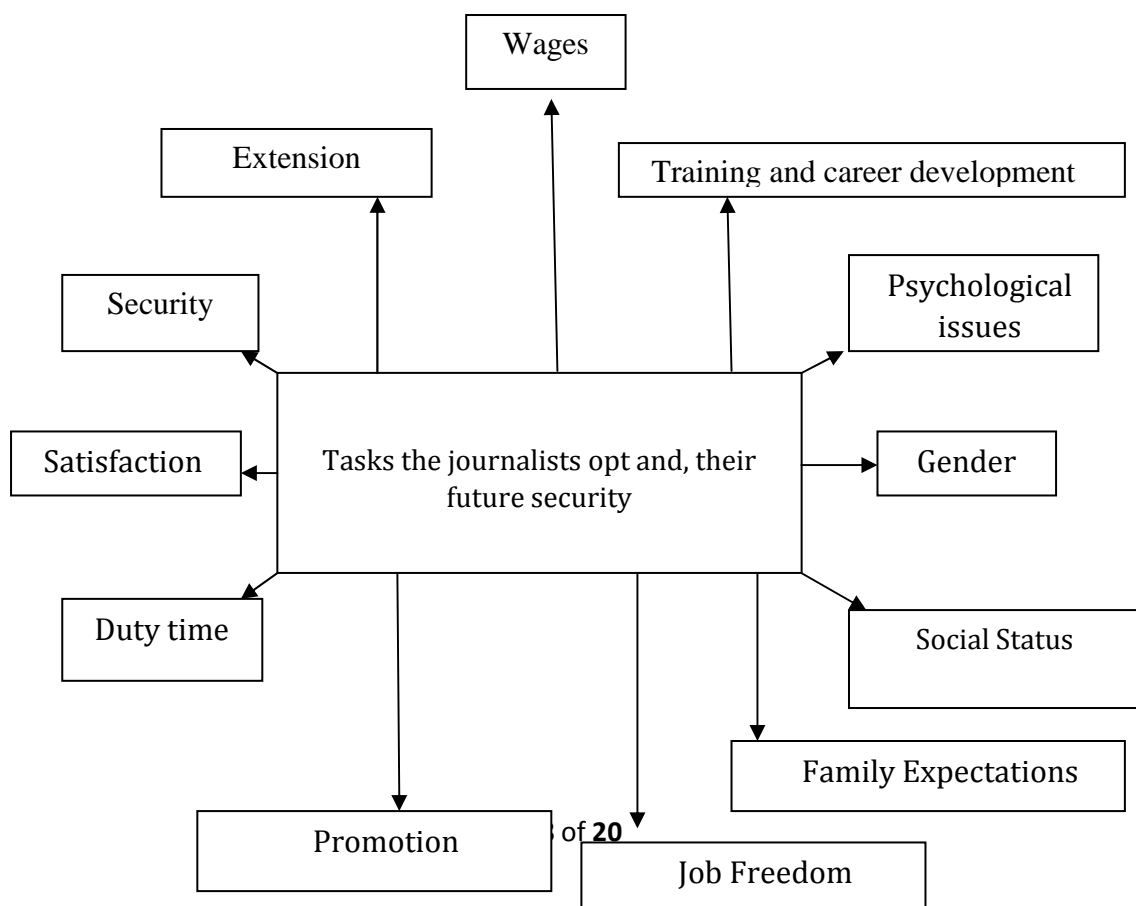 Wages
Extension
Training and career development
Psychological
issues
Security
Satisfaction
Tasks the journalists opt and, their
future security
Gender
Duty time
Social Status
Family Expectations
Promotion
of 20
Job Freedom